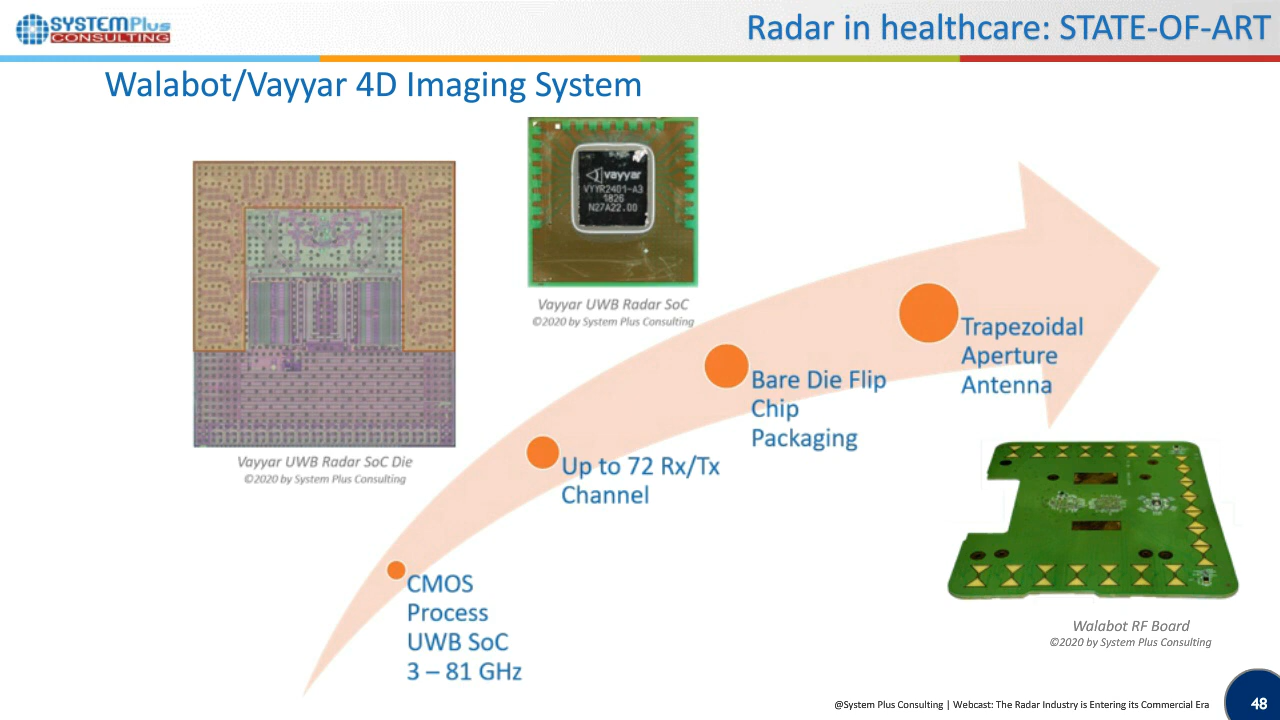 SYSTEMPlus
CONSULTING
Radar in healthcare: STATE-OF-ART
Walabot/Vayyar 4D Imaging System
vayyar
VYYR2401-A3
1826
N27A22.00
Vayyar UWB Radar SoC
©2020 by System Plus Consulting
Vayyar UWB Radar SoC Die
©2020 by System Plus Consulting
Trapezoidal
Aperture
Antenna
Bare Die Flip
Chip
Packaging
Up to 72 Rx/Tx
Channel
CMOS
Process
UWB SoC
3 – 81 GHz
Walabot RF Board
©2020 by System Plus Consulting
@System Plus Consulting | Webcast: The Radar Industry is Entering its Commercial Era
48